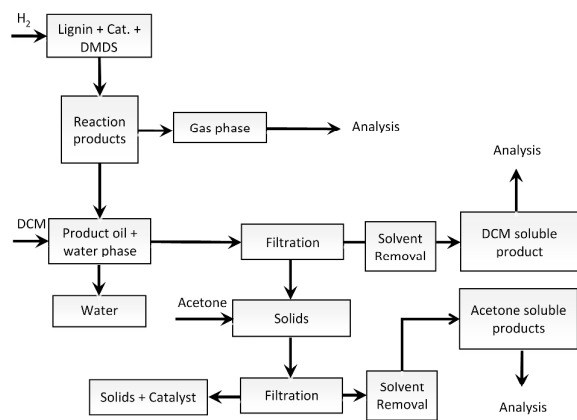 H2
Lignin + Cat. +
DMDS
Reaction
products
Gas phase
Analysis
Analysis
DCM
Product oil +
water phase
Filtration
Solvent
Removal
DCM soluble
product
Water
Acetone
Solids
Acetone soluble
products
Solids + Catalyst
Filtration
Solvent
Removal
Analysis